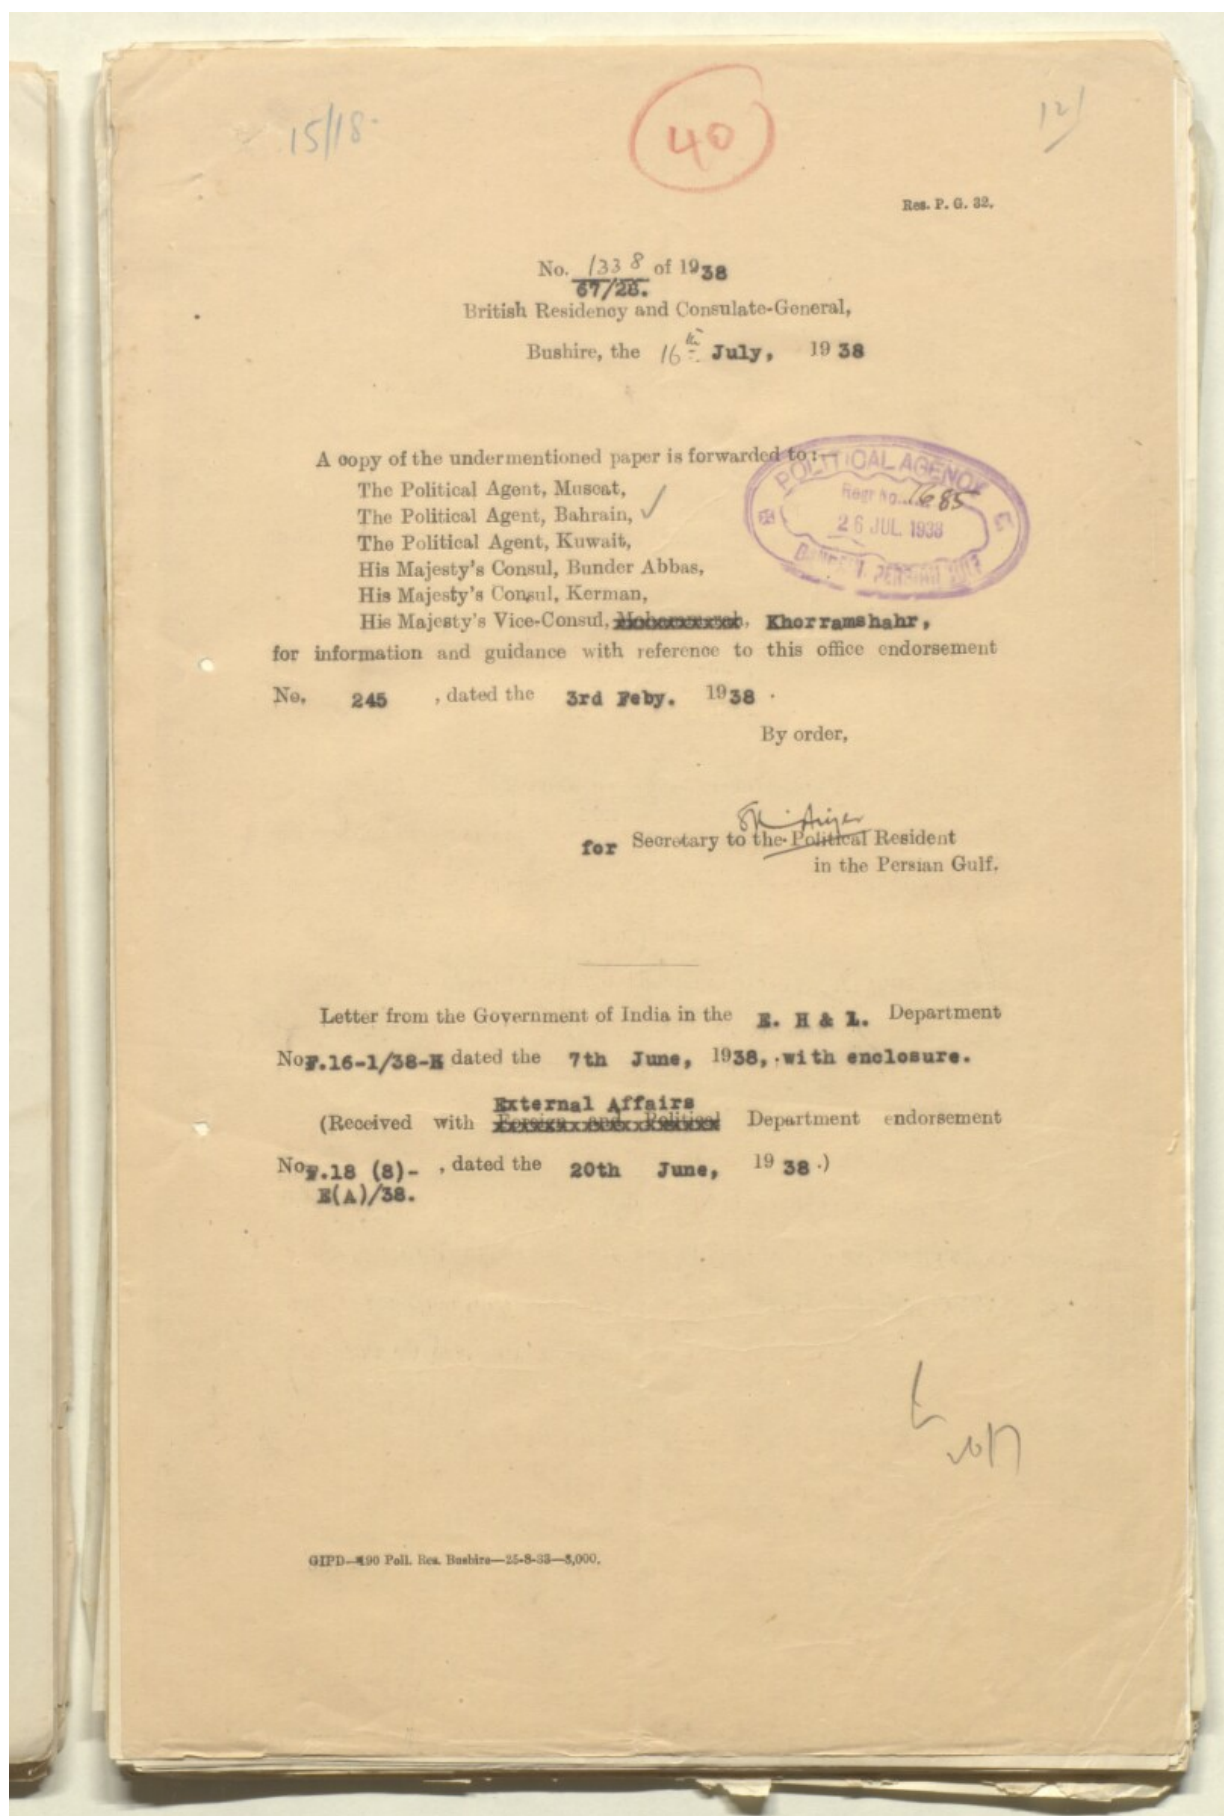 15/18
40
Res. P. G. 32.
No. 1338 of 1938
67/28.
British Residency and Consulate-General,
Bushire, the 16th July, 1938
A copy of the undermentioned paper is forwarded to:—
POLITICAL AGENCY
The Political Agent, Muscat,
Regr No. 1685
The Political Agent, Bahrain, ✓
26 JUL. 1938
The Political Agent, Kuwait,
His Majesty's Consul, Bunder Abbas,
BAHREIN, PERSIAN GULF
His Majesty's Consul, Kerman,
His Majesty's Vice-Consul, Khorramshahr,
for information and guidance with reference to this office endorsement
No. 245 , dated the 3rd Feby. 1938 .
By order,
for Secretary to the Political Resident
in the Persian Gulf.
Letter from the Government of India in the E. H & L. Department
No. F.16-1/38-H dated the 7th June, 1938, with enclosure.
External Affairs
(Received with Foreign and Political Department endorsement
No. F.18 (8)- , dated the 20th June, 1938.)
E(A)/38.
GIPD—190 Poll. Res. Bushire—25-8-33—3,000.